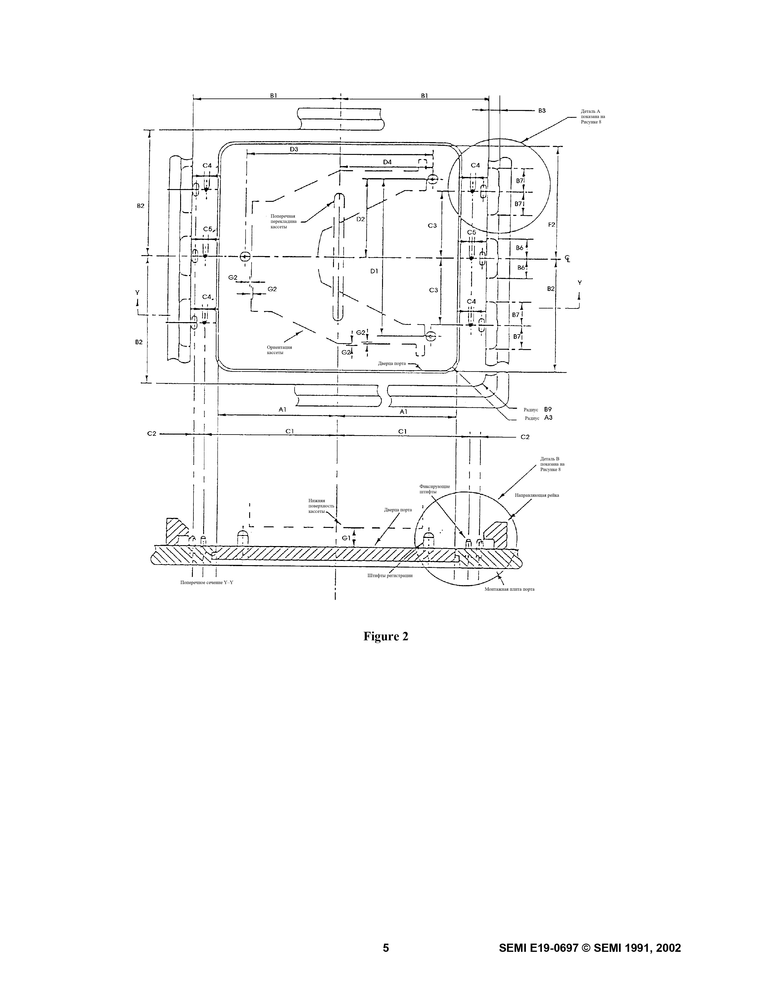 B1 B1
B3
Деталь А
показана на
Рисунке 8
D3
D4
C4 C4
B7
B2
B7
Поперечная
перекладина
кассеты
D2
C3
F2
C5 C5
B6
℄
B6
D1
G2
G2
C3
B2
Y Y
C4 C4
B7
G2
B7
B2
Ориентация
кассеты
G2
Дверца порта
A1 A1
Радиус B9
Радиус A3
C2 C1 C1 C2
Деталь В
показана на
Рисунке 8
Фиксирующие
штифты
Направляющая рейка
Нижняя
поверхность
кассеты
Дверца порта
G1
Штифты регистрации
Поперечное сечение Y–Y
Монтажная плита порта
Figure 2
5 SEMI E19-0697 © SEMI 1991, 2002